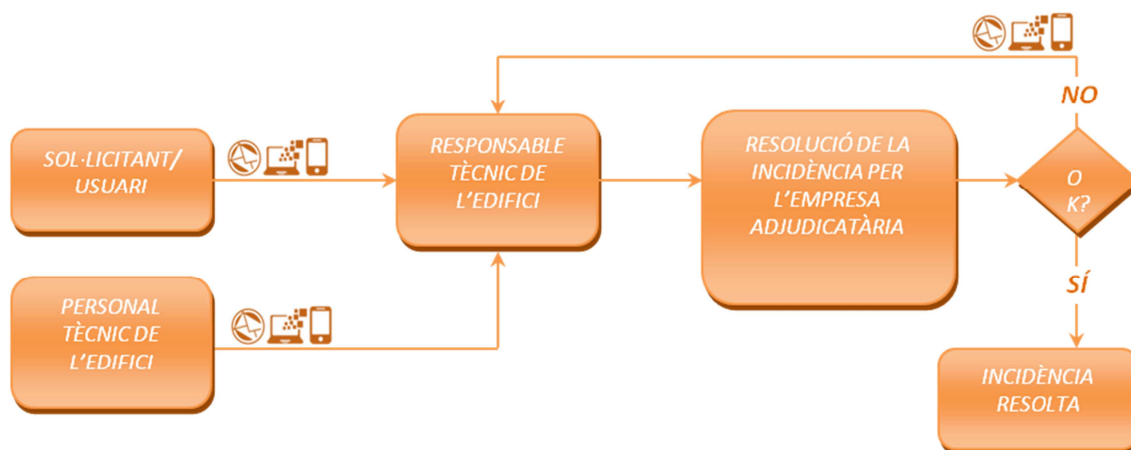 SOL·LICITANT/
USUARI
PERSONAL
TÈCNIC DE
L'EDIFICI
RESPONSABLE
TÈCNIC DE
L'EDIFICI
RESOLUCIÓ DE LA
INCIDÈNCIA PER
L'EMPRESA
ADJUDICATÀRIA
NO
O
K?
SÍ
INCIDÈNCIA
RESOLTA